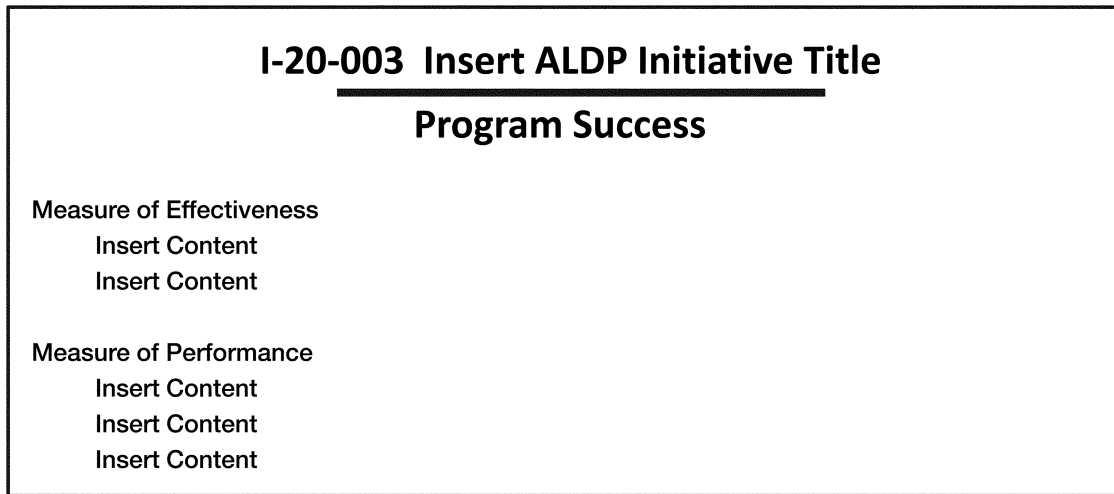 I-20-003 Insert ALDP Initiative Title
Program Success
Measure of Effectiveness
Insert Content
Insert Content
Measure of Performance
Insert Content
Insert Content
Insert Content